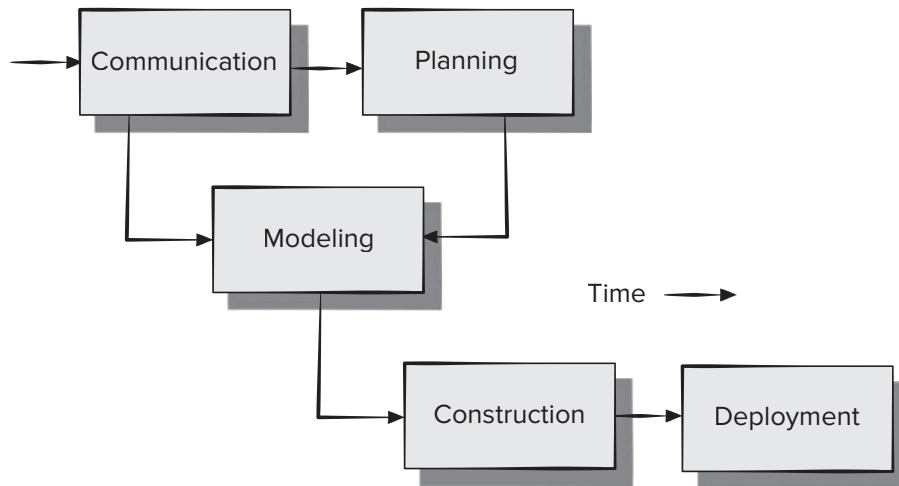 Communication
Planning
Modeling
Time
Construction
Deployment